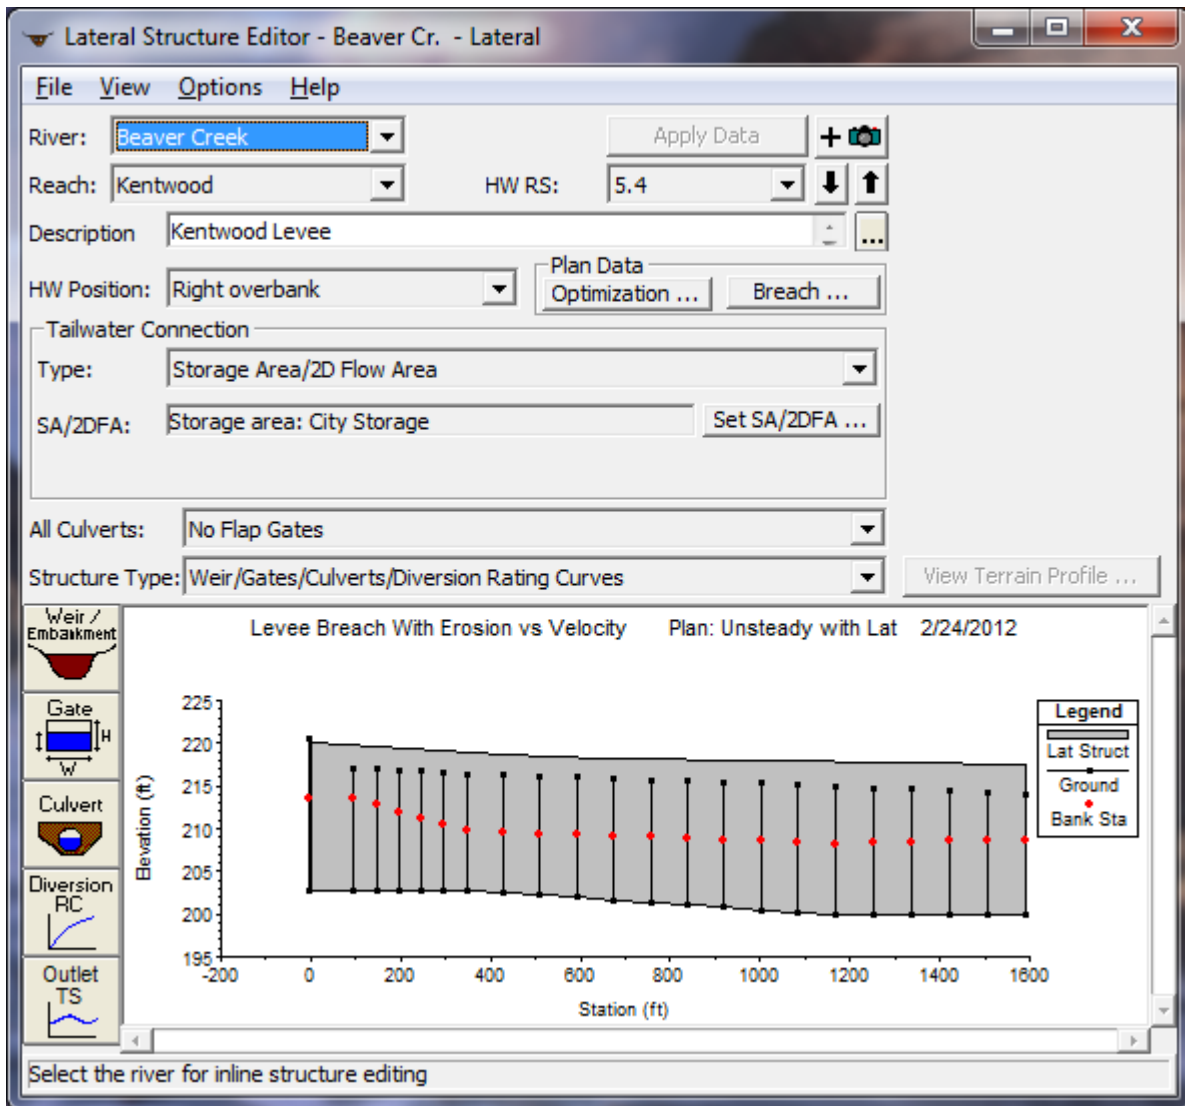 Lateral Structure Editor - Beaver Cr. - Lateral
File View Options Help
River: Beaver Creek Apply Data +
Reach: Kentwood HW RS: 5.4
Description Kentwood Levee ...
Plan Data
HW Position: Right overbank Optimization ... Breach ...
Tailwater Connection
Type: Storage Area/2D Flow Area
SA/2DFA: Storage area: City Storage Set SA/2DFA ...
All Culverts: No Flap Gates
Structure Type: Weir/Gates/Culverts/Diversion Rating Curves View Terrain Profile ...
Weir /
Embankment
Gate
H
W
Culvert
Diversion
RC
Outlet
TS
Levee Breach With Erosion vs Velocity Plan: Unsteady with Lat 2/24/2012
Elevation (ft)
225
220
215
210
205
200
195
-200 0 200 400 600 800 1000 1200 1400 1600
Station (ft)
Legend
Lat Struct
Ground
Bank Sta
Select the river for inline structure editing